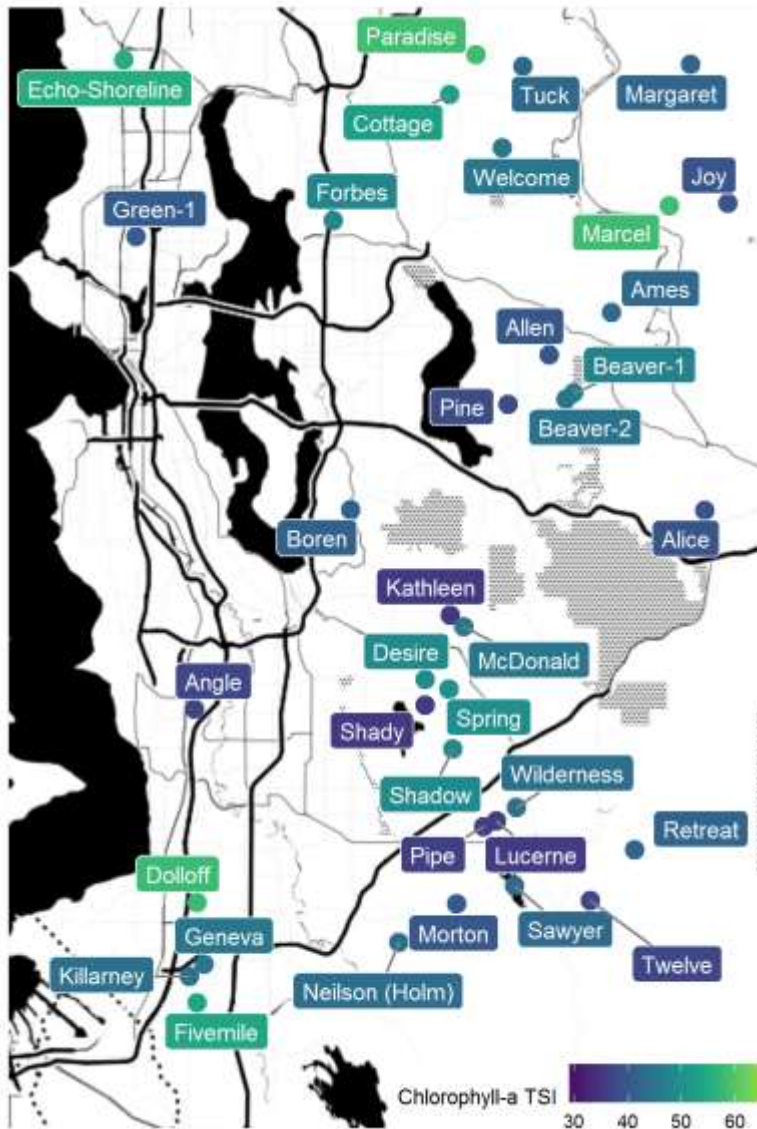 Paradise
Echo-Shoreline
Tuck
Margaret
Cottage
Welcome
Joy
Green-1
Forbes
Marcel
Ames
Allen
Beaver-1
Pine
Beaver-2
Boren
Alice
Kathleen
McDonald
Desire
Angle
Spring
Shady
Wilderness
Shadow
Retreat
Pipe
Lucerne
Dolloff
Geneva
Morton
Sawyer
Twelve
Killarney
Neilson (Holm)
Fivemile
Chlorophyll-a TSI
30 40 50 60